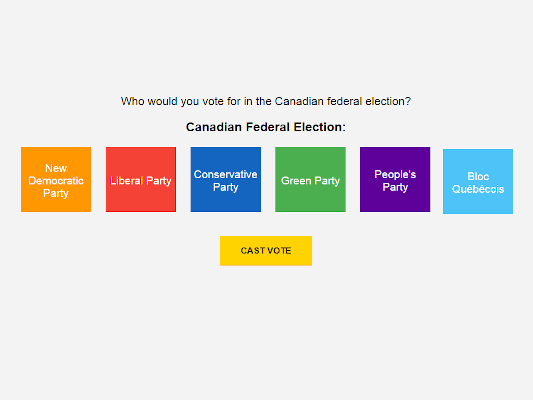 Who would you vote for in the Canadian federal election?
Canadian Federal Election:
New
Democratic
Party
Liberal Party
Conservative
Party
Green Party
People's
Party
Bloc
Québécois
CAST VOTE